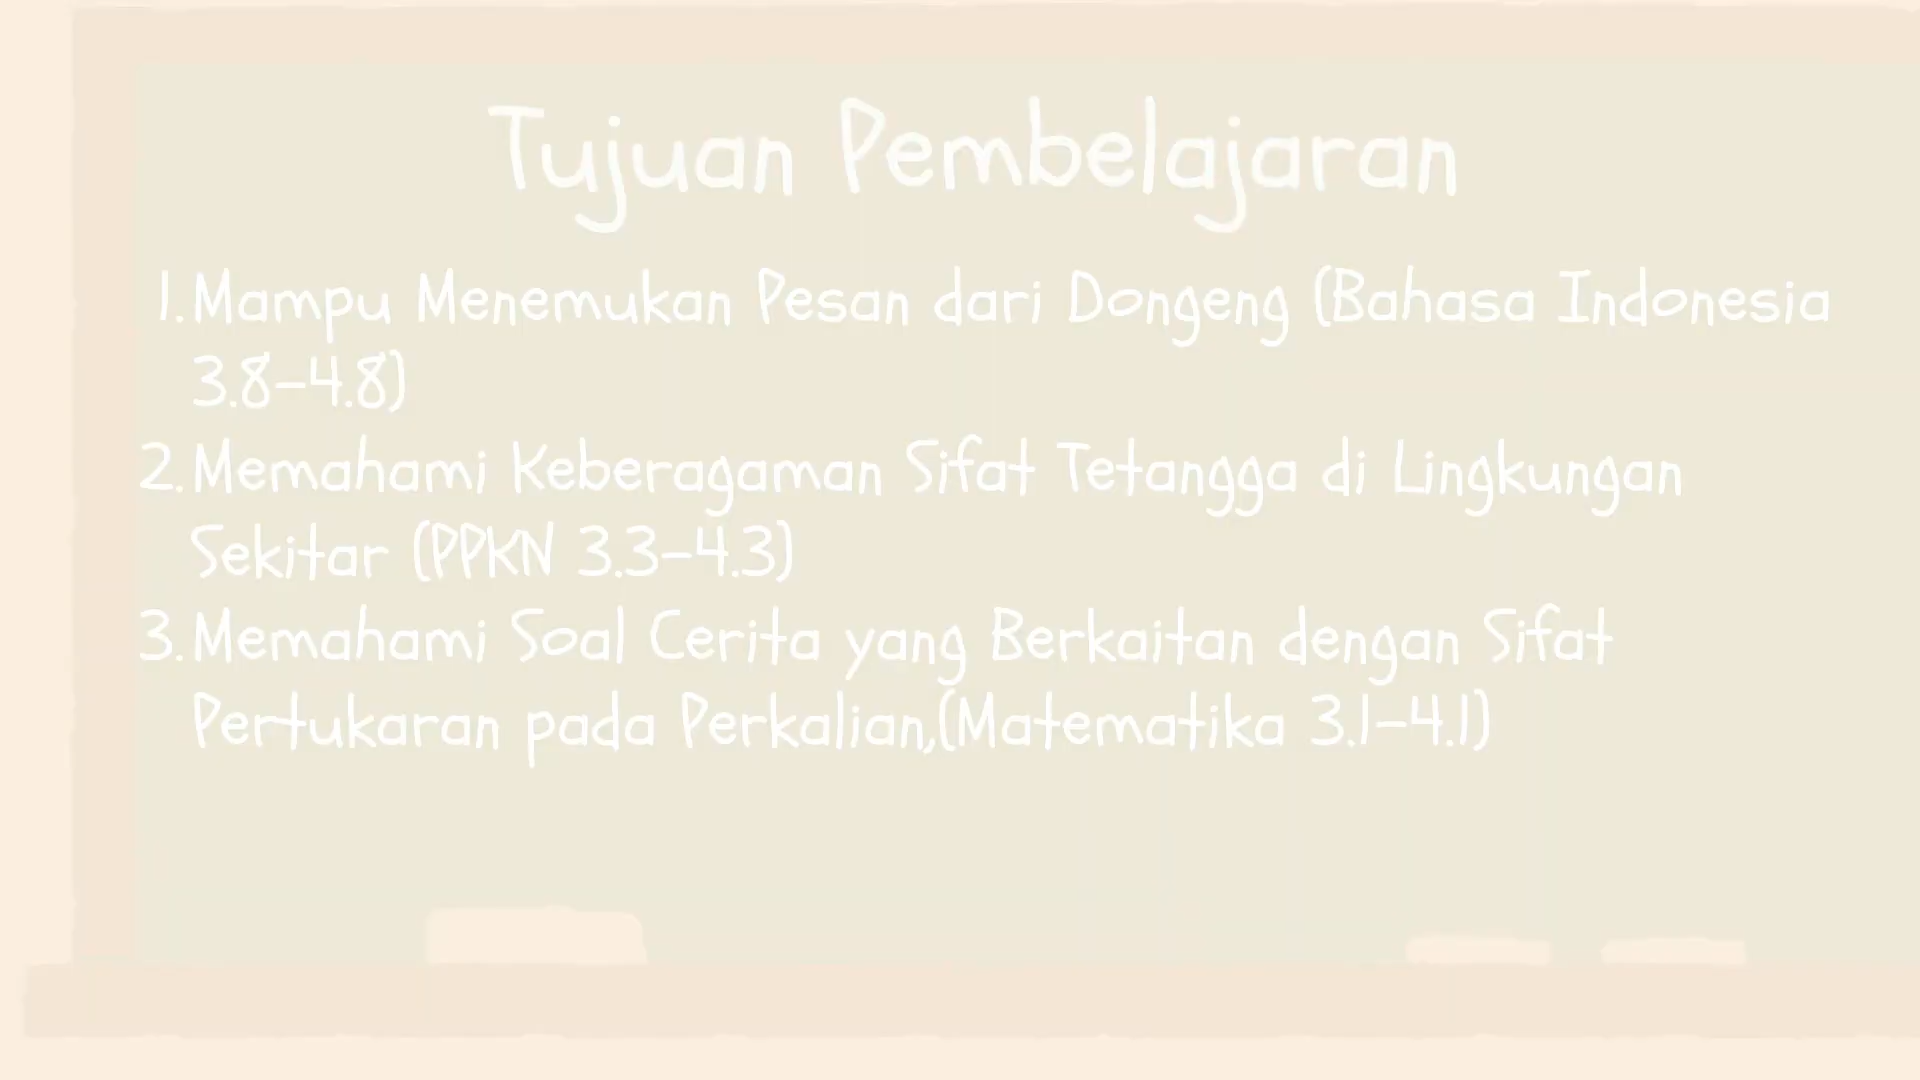 Tujuan Pembelajaran
1. Mampu Menemukan Pesan dari Dongeng (Bahasa Indonesia
3.8-4.8)
2. Memahami Keberagaman Sifat Tetangga di Lingkungan
Sekitar (PPKN 3.3-4.3)
3. Memahami Soal Cerita yang Berkaitan dengan Sifat
Pertukaran pada Perkalian,(Matematika 3.1-4.1)